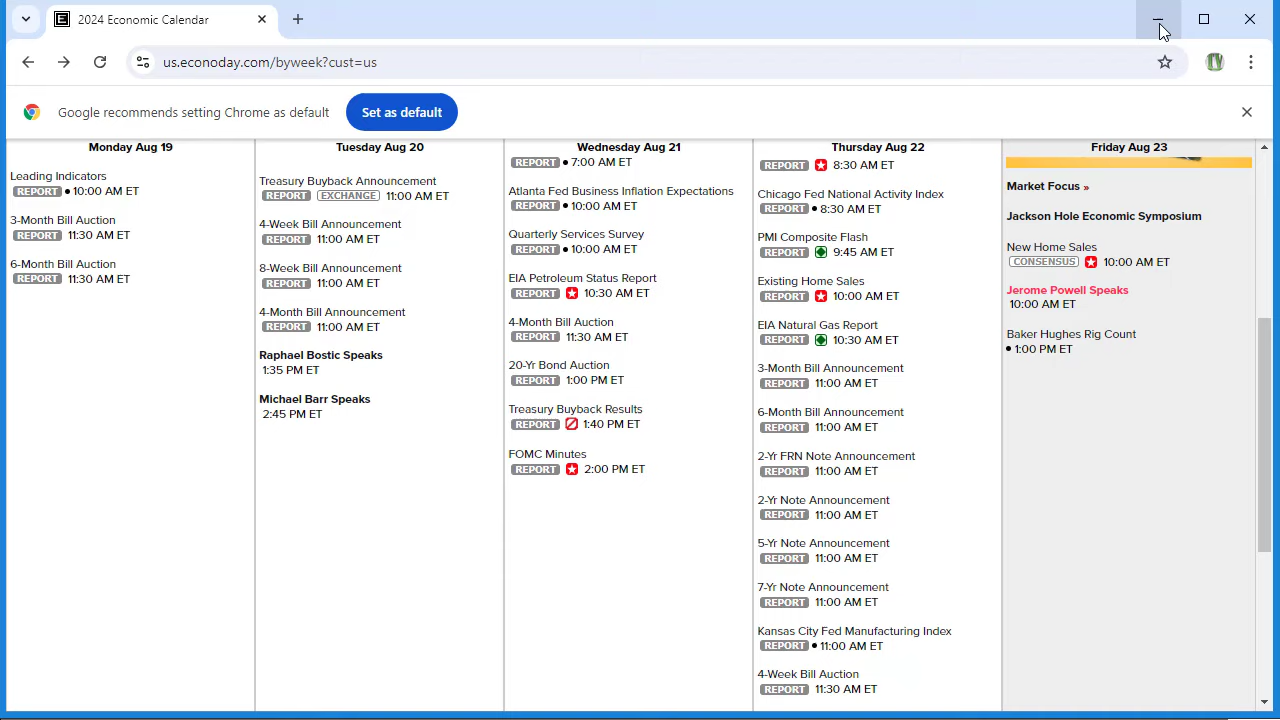 2024 Economic Calendar
us.econoday.com/byweek?cust=us
Google recommends setting Chrome as default
Set as default
Monday Aug 19
Leading Indicators
REPORT 10:00 AM ET
3-Month Bill Auction
REPORT 11:30 AM ET
6-Month Bill Auction
REPORT 11:30 AM ET
Tuesday Aug 20
Treasury Buyback Announcement
REPORT EXCHANGE 11:00 AM ET
4-Week Bill Announcement
REPORT 11:00 AM ET
8-Week Bill Announcement
REPORT 11:00 AM ET
4-Month Bill Announcement
REPORT 11:00 AM ET
Raphael Bostic Speaks
1:35 PM ET
Michael Barr Speaks
2:45 PM ET
Wednesday Aug 21
REPORT 7:00 AM ET
Atlanta Fed Business Inflation Expectations
REPORT 10:00 AM ET
Quarterly Services Survey
REPORT 10:00 AM ET
EIA Petroleum Status Report
REPORT 10:30 AM ET
4-Month Bill Auction
REPORT 11:30 AM ET
20-Yr Bond Auction
REPORT 1:00 PM ET
Treasury Buyback Results
REPORT 1:40 PM ET
FOMC Minutes
REPORT 2:00 PM ET
Thursday Aug 22
REPORT 8:30 AM ET
Chicago Fed National Activity Index
REPORT 8:30 AM ET
PMI Composite Flash
REPORT 9:45 AM ET
Existing Home Sales
REPORT 10:00 AM ET
EIA Natural Gas Report
REPORT 10:30 AM ET
3-Month Bill Announcement
REPORT 11:00 AM ET
6-Month Bill Announcement
REPORT 11:00 AM ET
2-Yr FRN Note Announcement
REPORT 11:00 AM ET
2-Yr Note Announcement
REPORT 11:00 AM ET
5-Yr Note Announcement
REPORT 11:00 AM ET
7-Yr Note Announcement
REPORT 11:00 AM ET
Kansas City Fed Manufacturing Index
REPORT 11:00 AM ET
4-Week Bill Auction
REPORT 11:30 AM ET
Friday Aug 23
Market Focus »
Jackson Hole Economic Symposium
New Home Sales
CONSENSUS 10:00 AM ET
Jerome Powell Speaks
10:00 AM ET
Baker Hughes Rig Count
1:00 PM ET